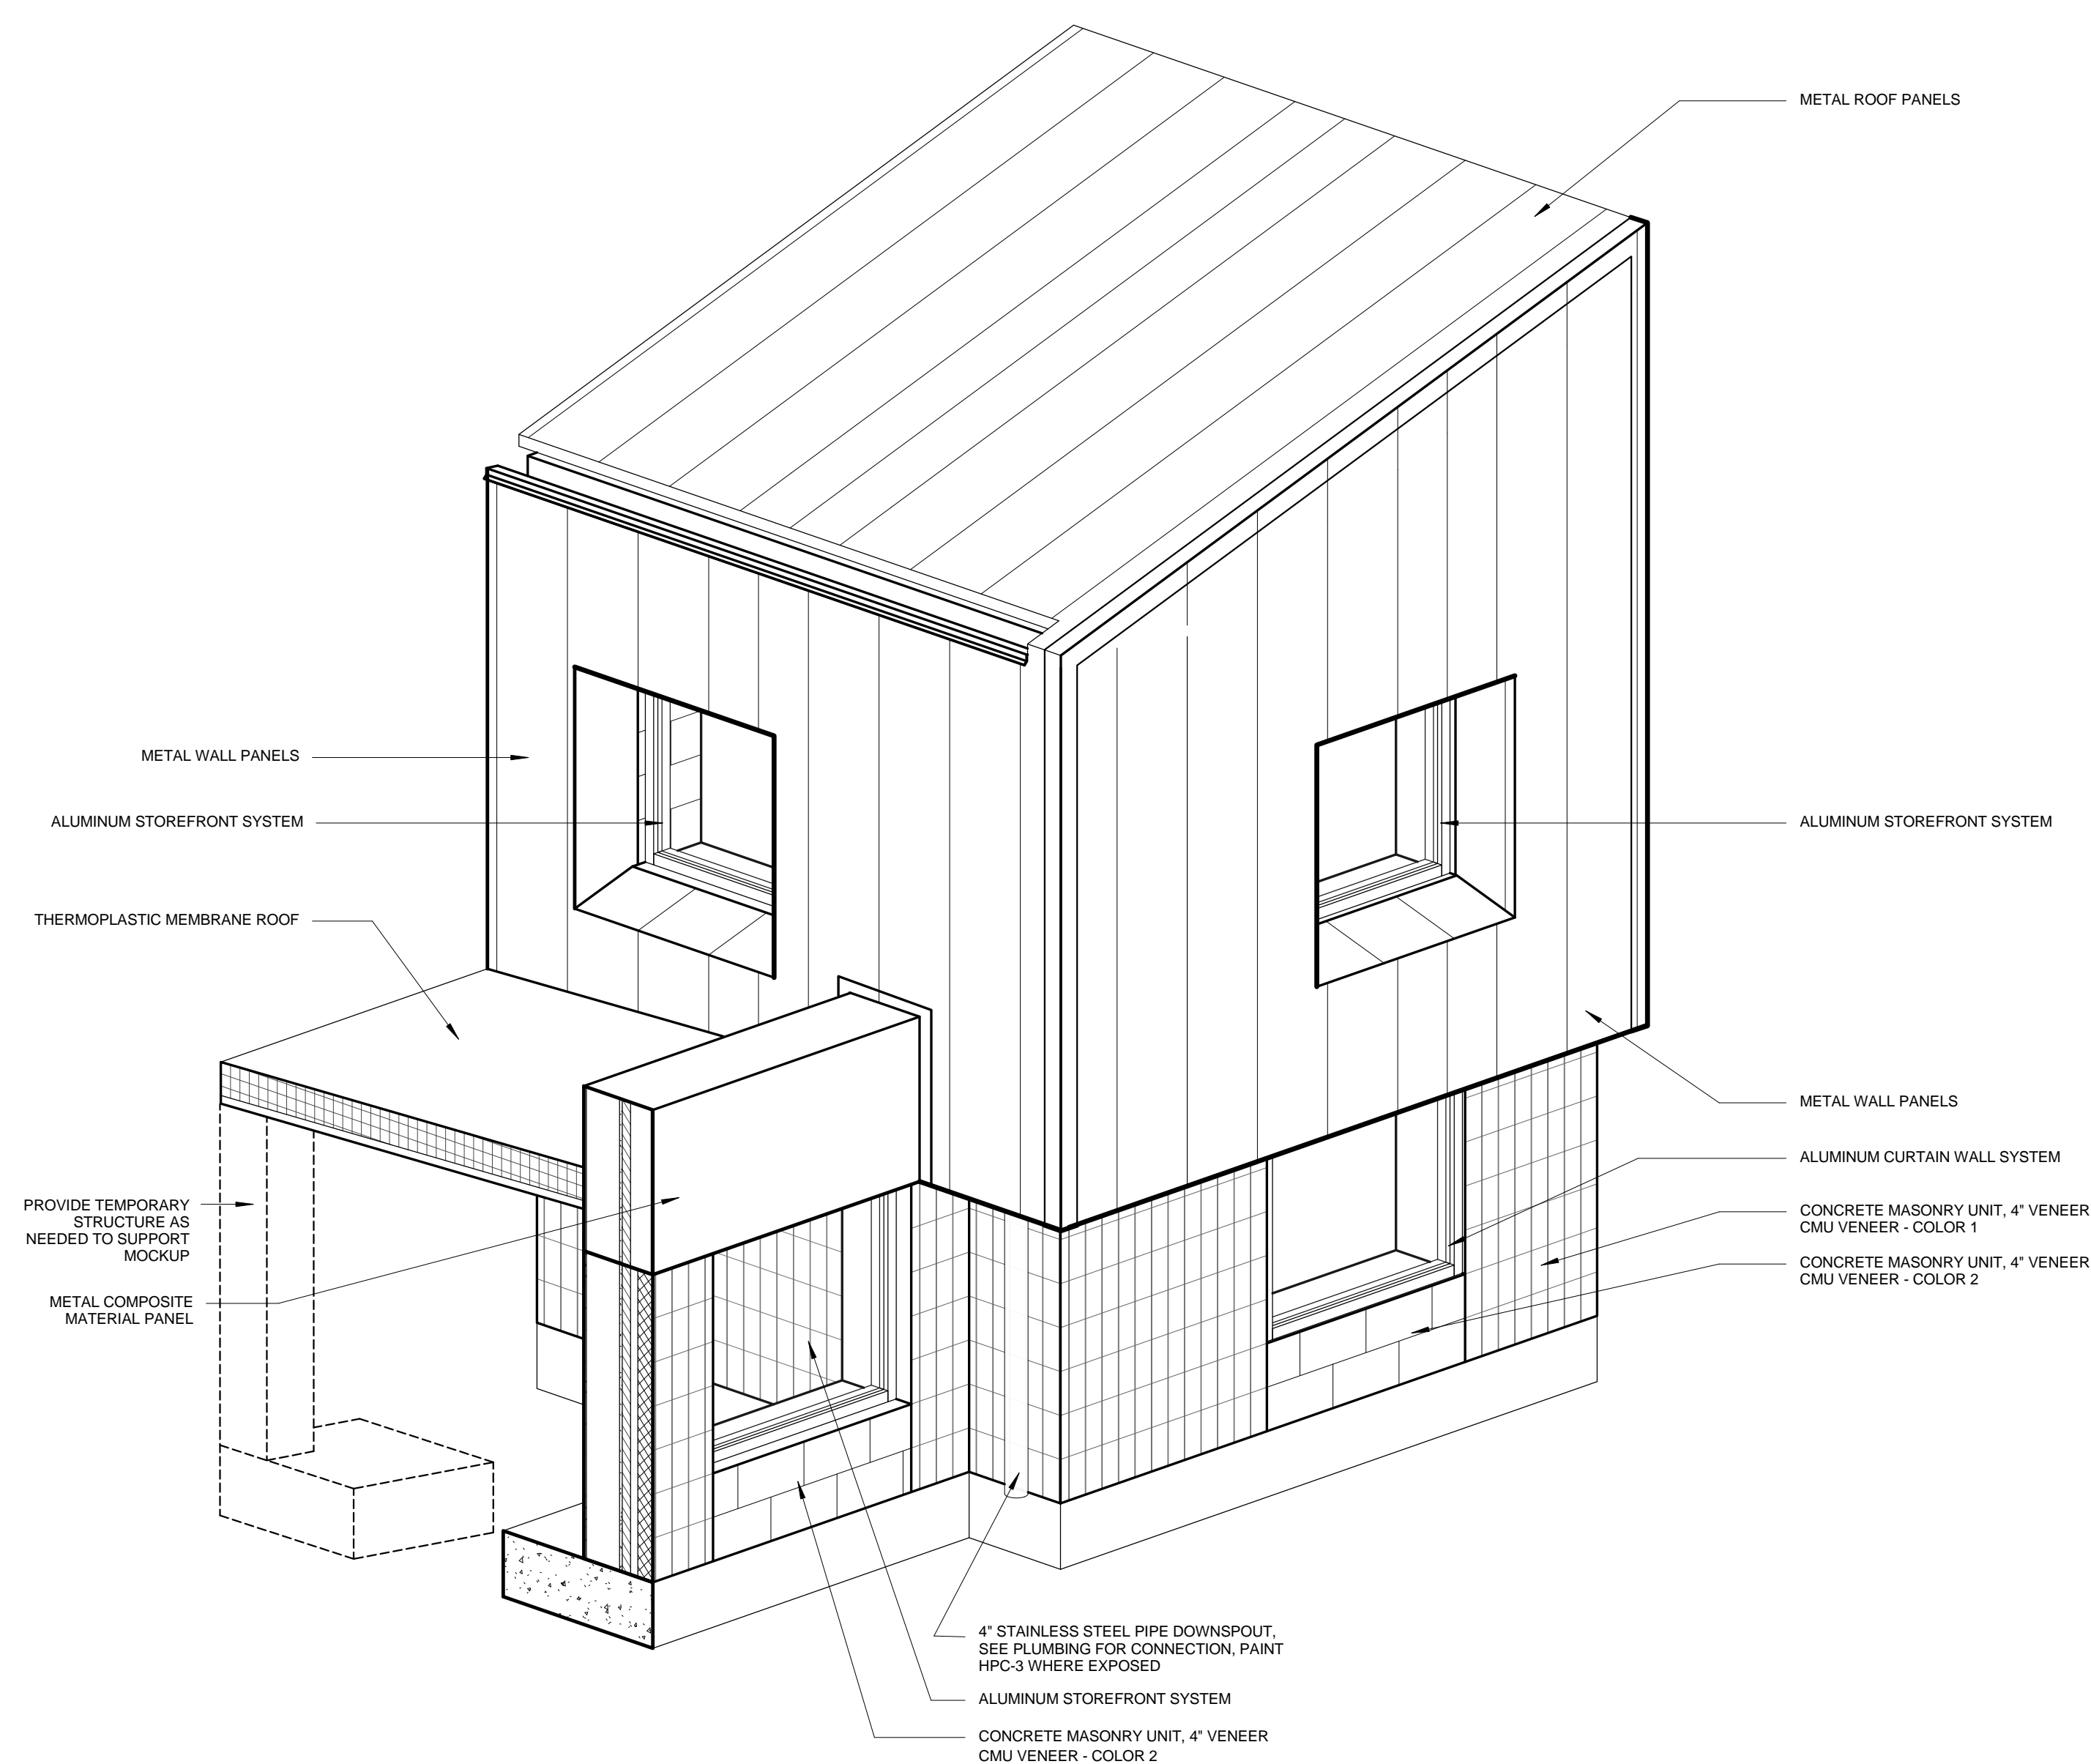 METAL ROOF PANELS
METAL WALL PANELS
ALUMINUM STOREFRONT SYSTEM
ALUMINUM STOREFRONT SYSTEM
THERMOPLASTIC MEMBRANE ROOF
METAL WALL PANELS
ALUMINUM CURTAIN WALL SYSTEM
PROVIDE TEMPORARY
STRUCTURE AS
NEEDED TO SUPPORT
MOCKUP
CONCRETE MASONRY UNIT, 4" VENEER
CMU VENEER - COLOR 1
CONCRETE MASONRY UNIT, 4" VENEER
CMU VENEER - COLOR 2
METAL COMPOSITE
MATERIAL PANEL
4" STAINLESS STEEL PIPE DOWNSPOUT,
SEE PLUMBING FOR CONNECTION, PAINT
HPC-3 WHERE EXPOSED
ALUMINUM STOREFRONT SYSTEM
CONCRETE MASONRY UNIT, 4" VENEER
CMU VENEER - COLOR 2